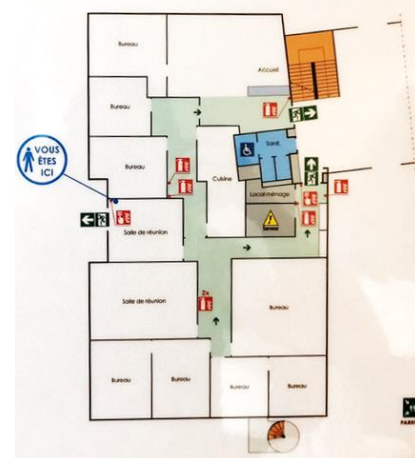 Bureau
Accueil
Bureau
VOUS
ÊTES
ICI
Sanit.
Bureau
Cuisine
Local ménage
Salle de réunion
2x
Salle de réunion
Bureau
Bureau
Bureau
Bureau
Bureau